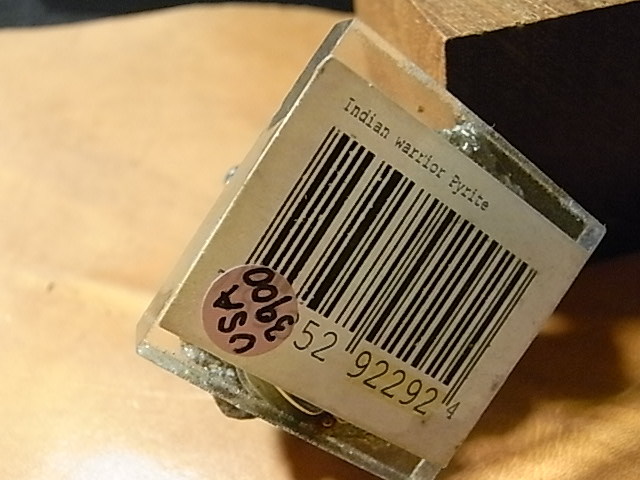 Indian warrior Pyrite
52 92292 4
USA
3900